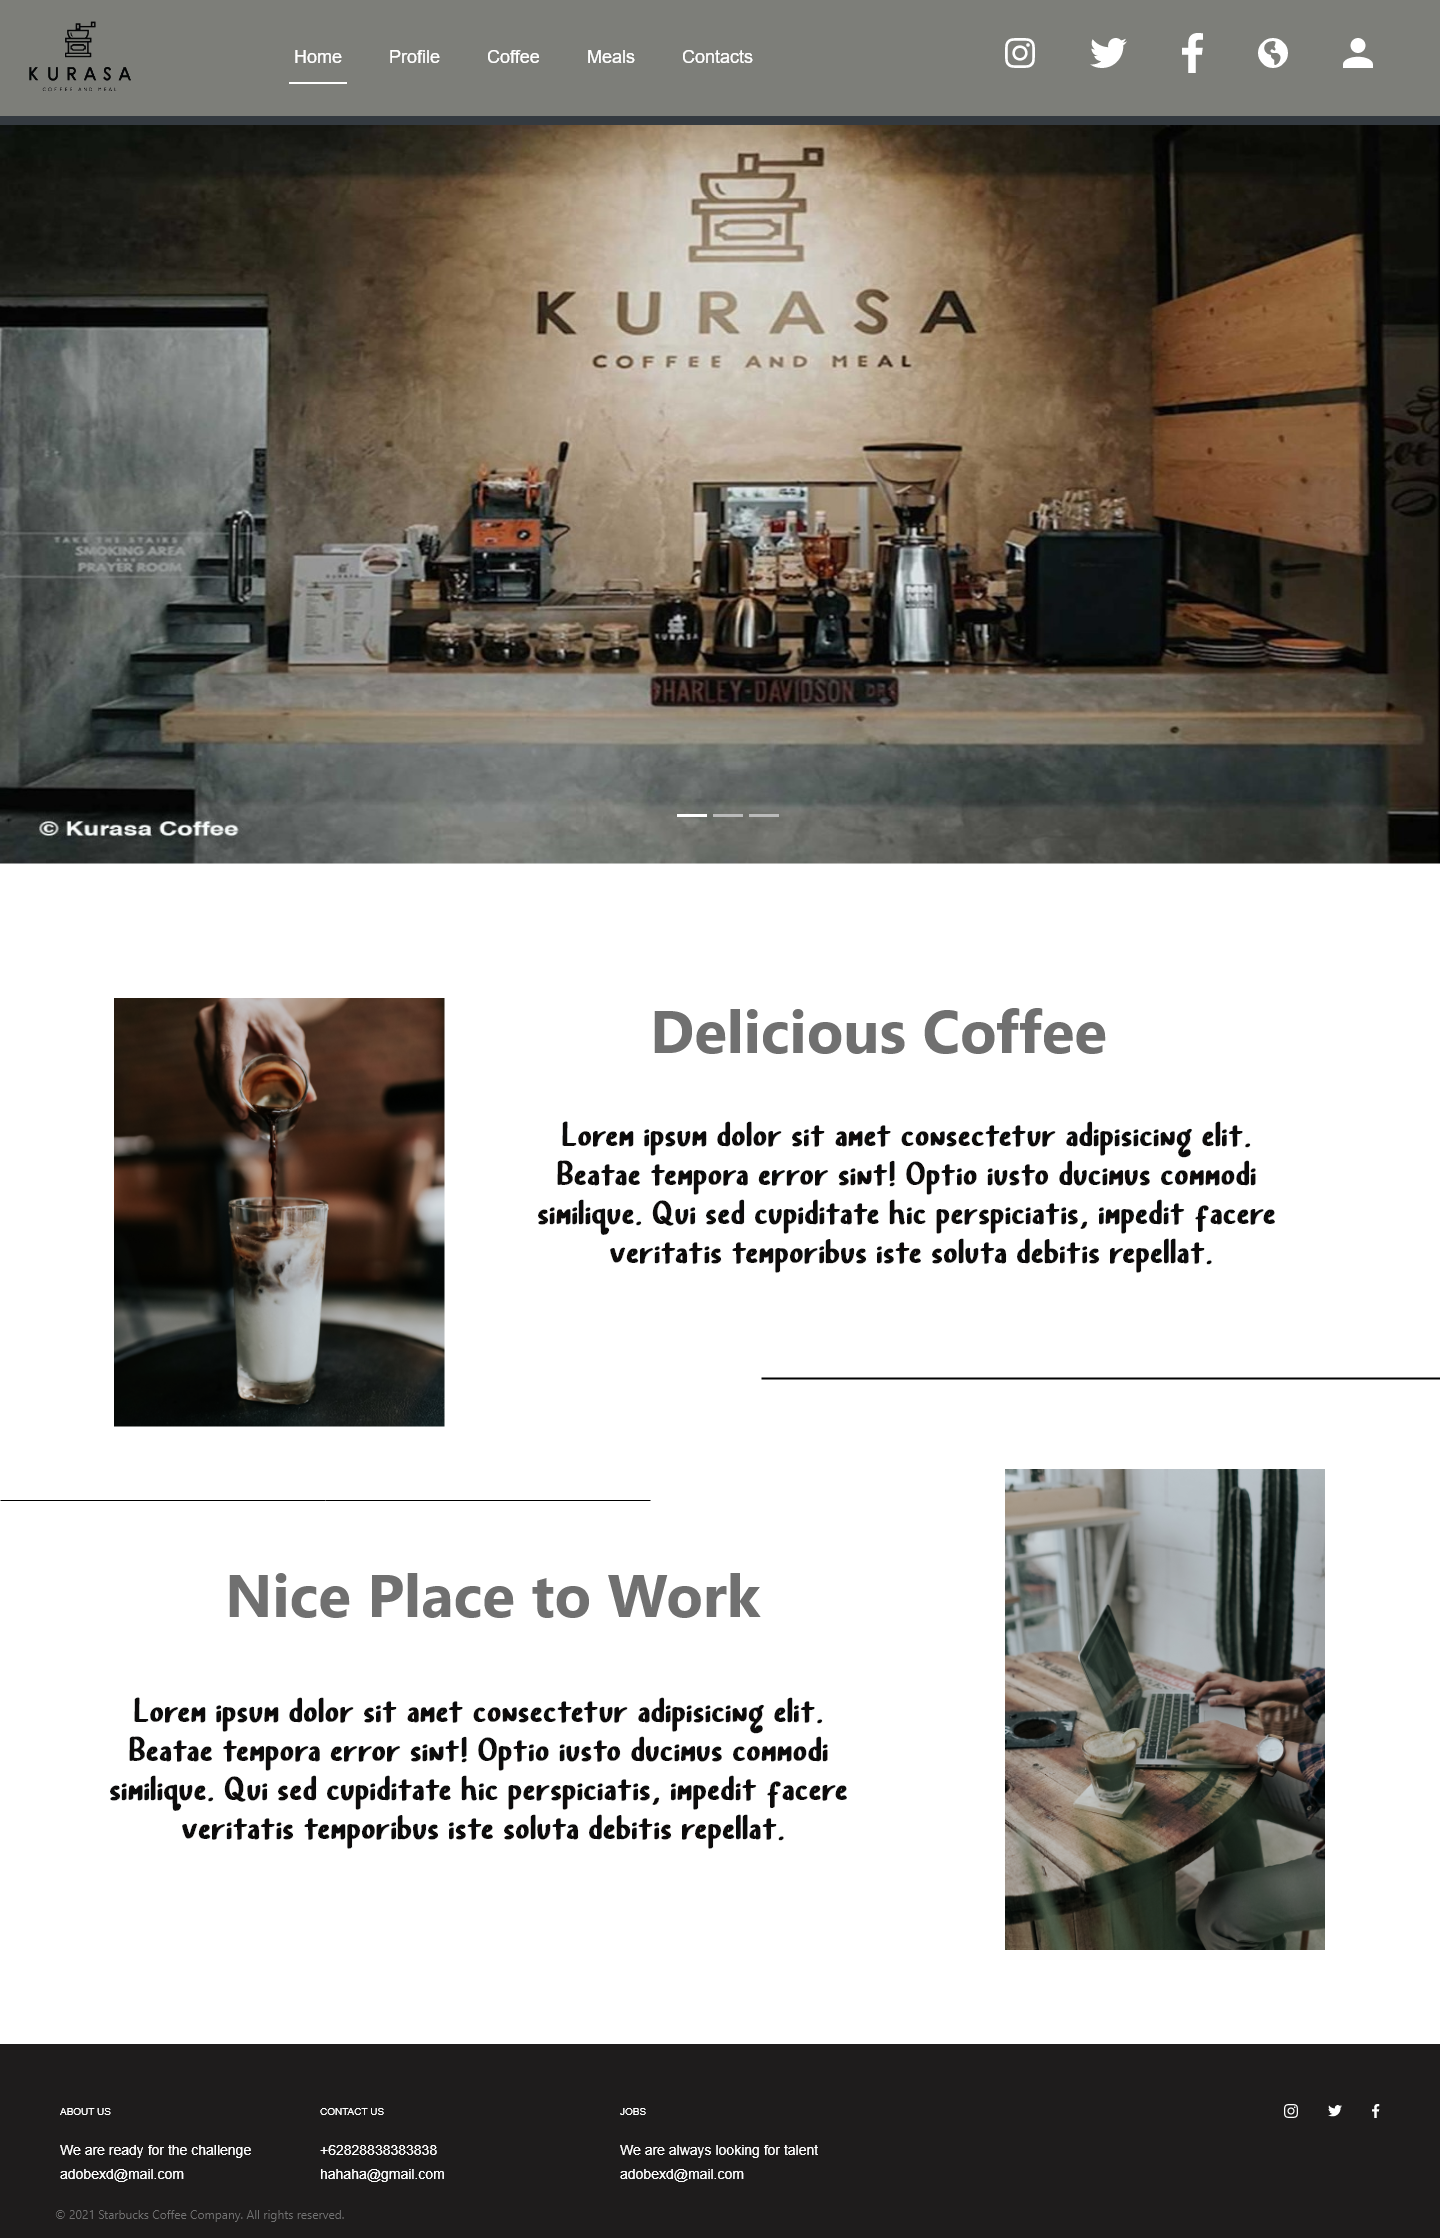 KURASA
COFFEE AND MEAL
Home
Profile
Coffee
Meals
Contacts
KURASA
COFFEE AND MEAL
TAKE THE STAIRS TO
SMOKING AREA
PRAYER ROOM
KURASA
KURASA
HARLEY-DAVIDSON
© Kurasa Coffee
Delicious Coffee
Lorem ipsum dolor sit amet consectetur adipisicing elit.
Beatae tempora error sint! Optio iusto ducimus commodi
similique. Qui sed cupiditate hic perspiciatis, impedit facere
veritatis temporibus iste soluta debitis repellat.
Nice Place to Work
Lorem ipsum dolor sit amet consectetur adipisicing elit.
Beatae tempora error sint! Optio iusto ducimus commodi
similique. Qui sed cupiditate hic perspiciatis, impedit facere
veritatis temporibus iste soluta debitis repellat.
ABOUT US
We are ready for the challenge
adobexd@mail.com
CONTACT US
+62828838383838
hahaha@gmail.com
JOBS
We are always looking for talent
adobexd@mail.com
© 2021 Starbucks Coffee Company. All rights reserved.